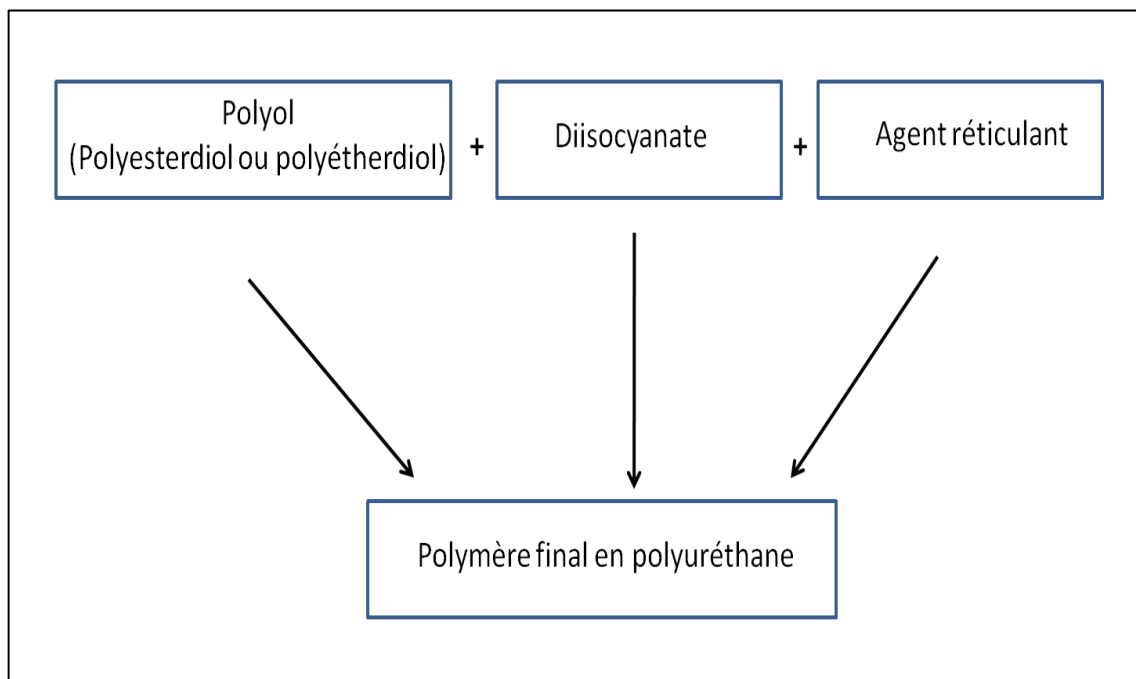 Polyol
(Polyesterdiol ou polyétherdiol)
+
Diisocyanate
+
Agent réticulant
Polymère final en polyuréthane